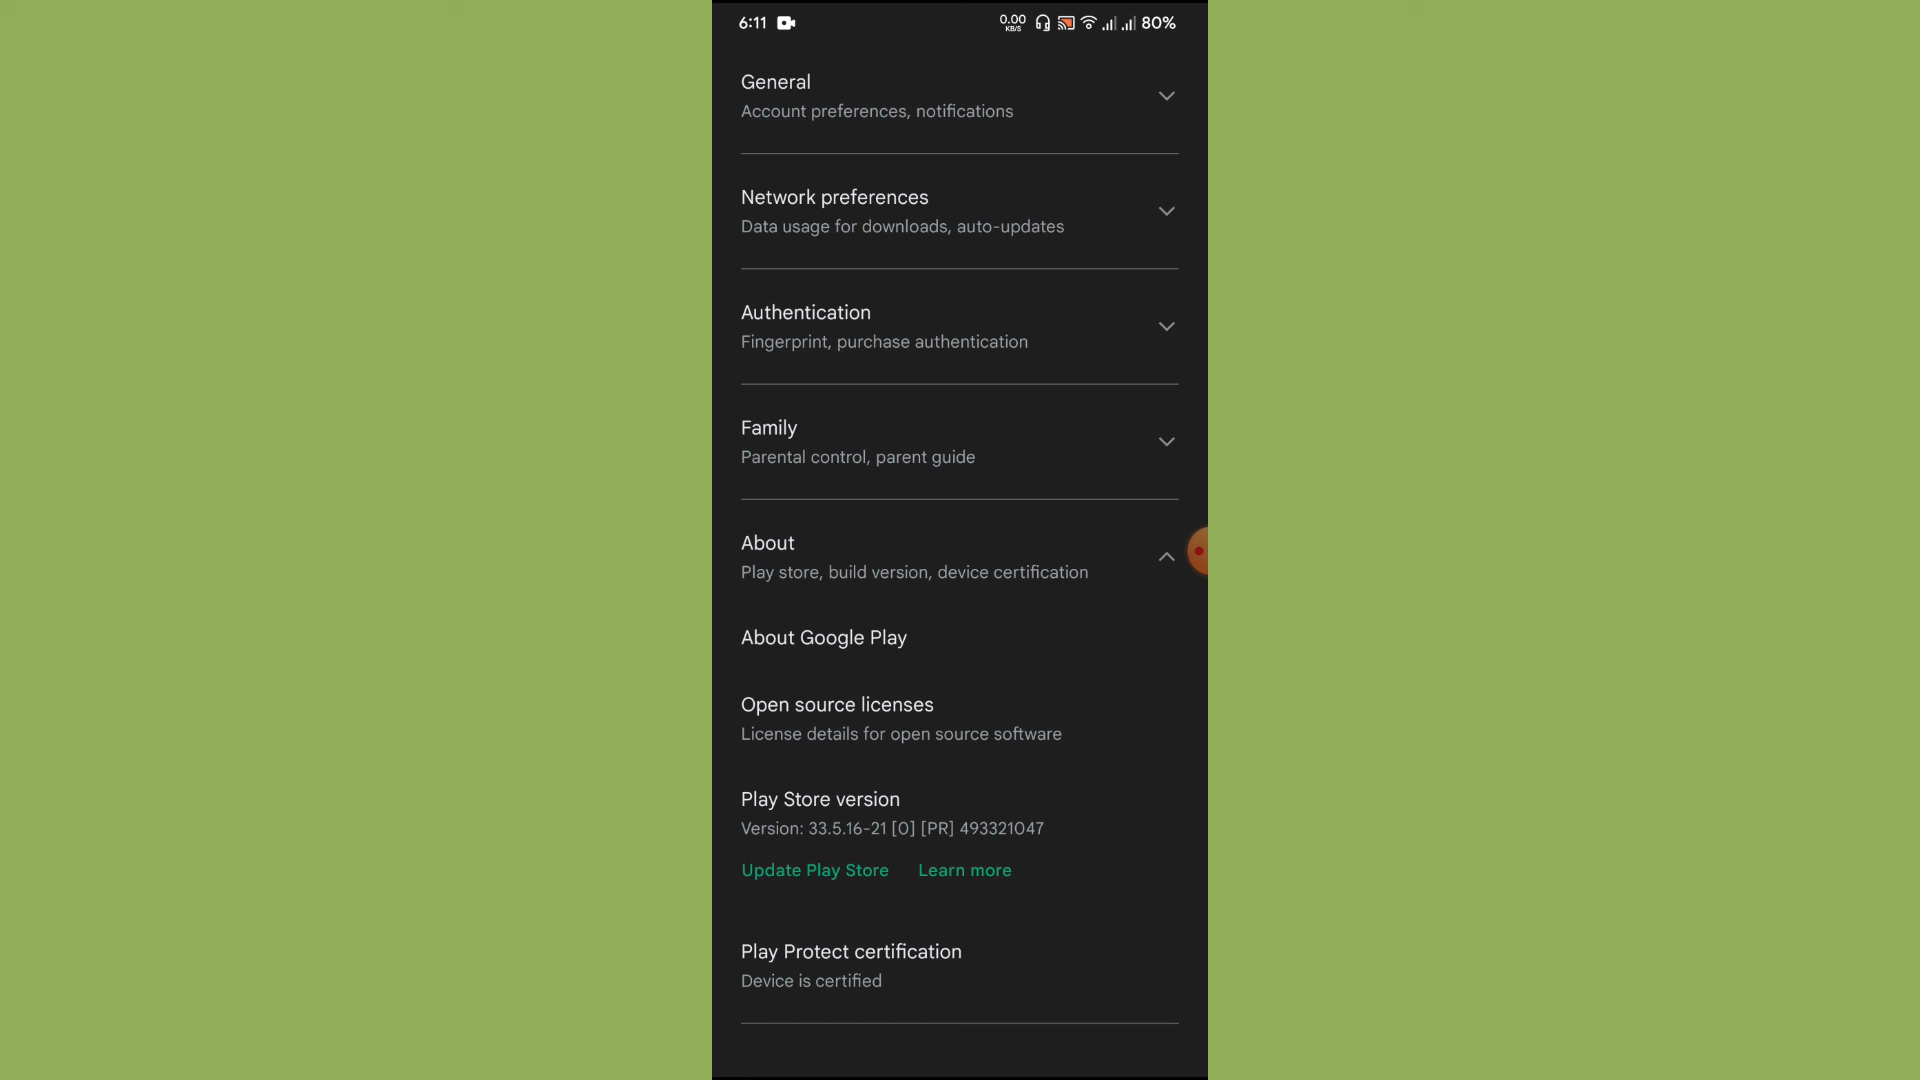 6:11 0.00 KB/S 80%
General
Account preferences, notifications
Network preferences
Data usage for downloads, auto-updates
Authentication
Fingerprint, purchase authentication
Family
Parental control, parent guide
About
Play store, build version, device certification
About Google Play
Open source licenses
License details for open source software
Play Store version
Version: 33.5.16-21 [0] [PR] 493321047
Update Play Store Learn more
Play Protect certification
Device is certified